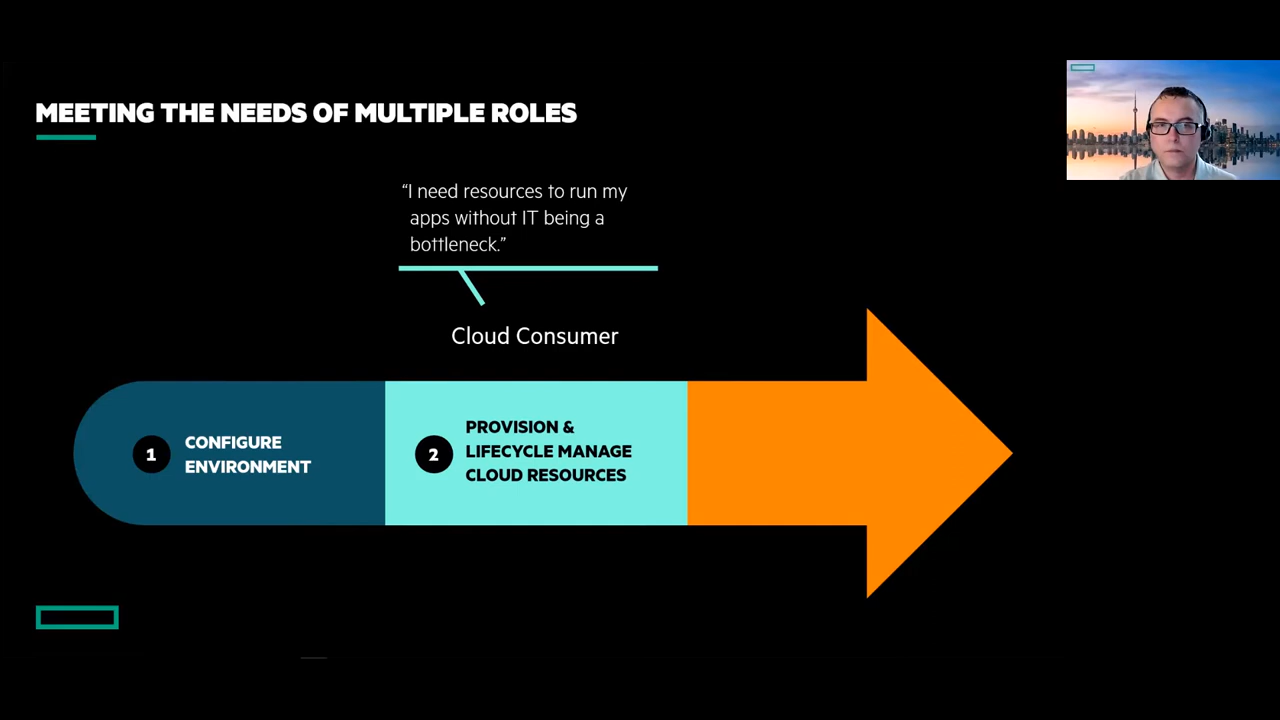 MEETING THE NEEDS OF MULTIPLE ROLES
“I need resources to run my
apps without IT being a
bottleneck.”
Cloud Consumer
1
CONFIGURE
ENVIRONMENT
2
PROVISION &
LIFECYCLE MANAGE
CLOUD RESOURCES